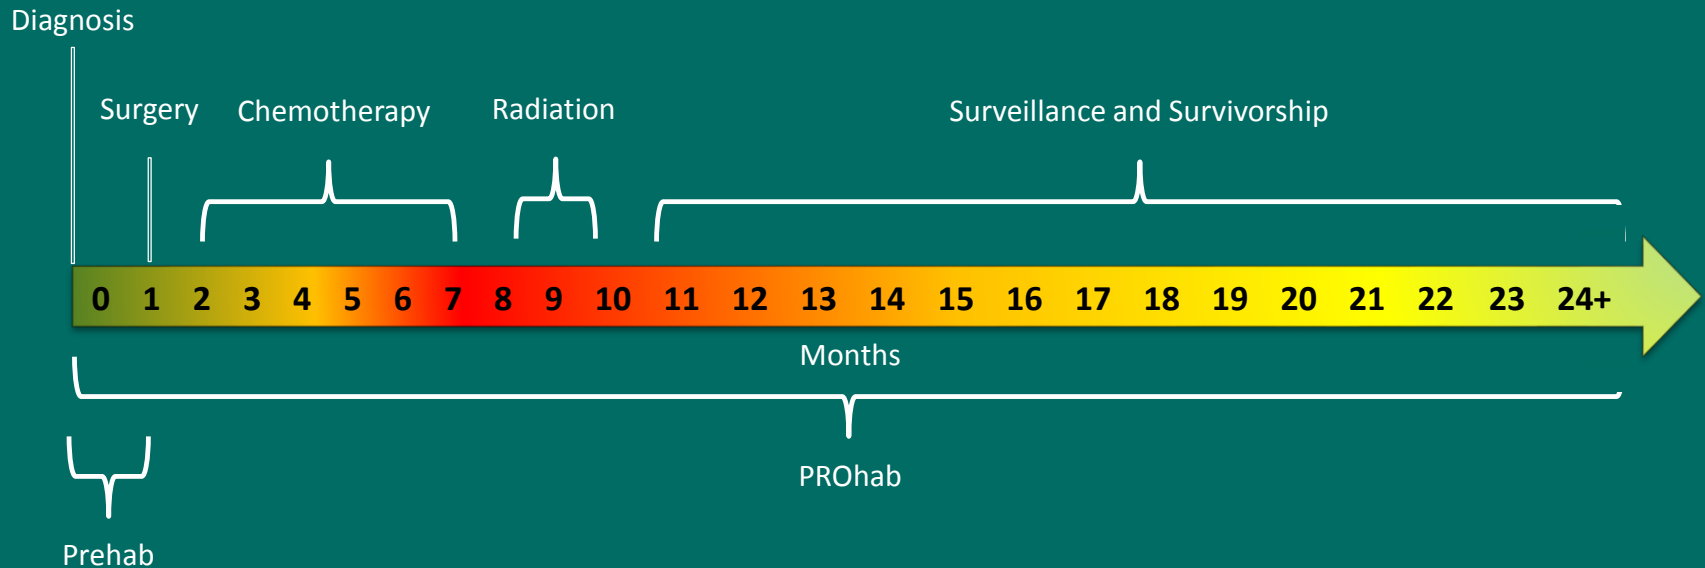 Diagnosis
Surgery Chemotherapy Radiation Surveillance and Survivorship
0 1 2 3 4 5 6 7 8 9 10 11 12 13 14 15 16 17 18 19 20 21 22 23 24+
Months
PROhab
Prehab